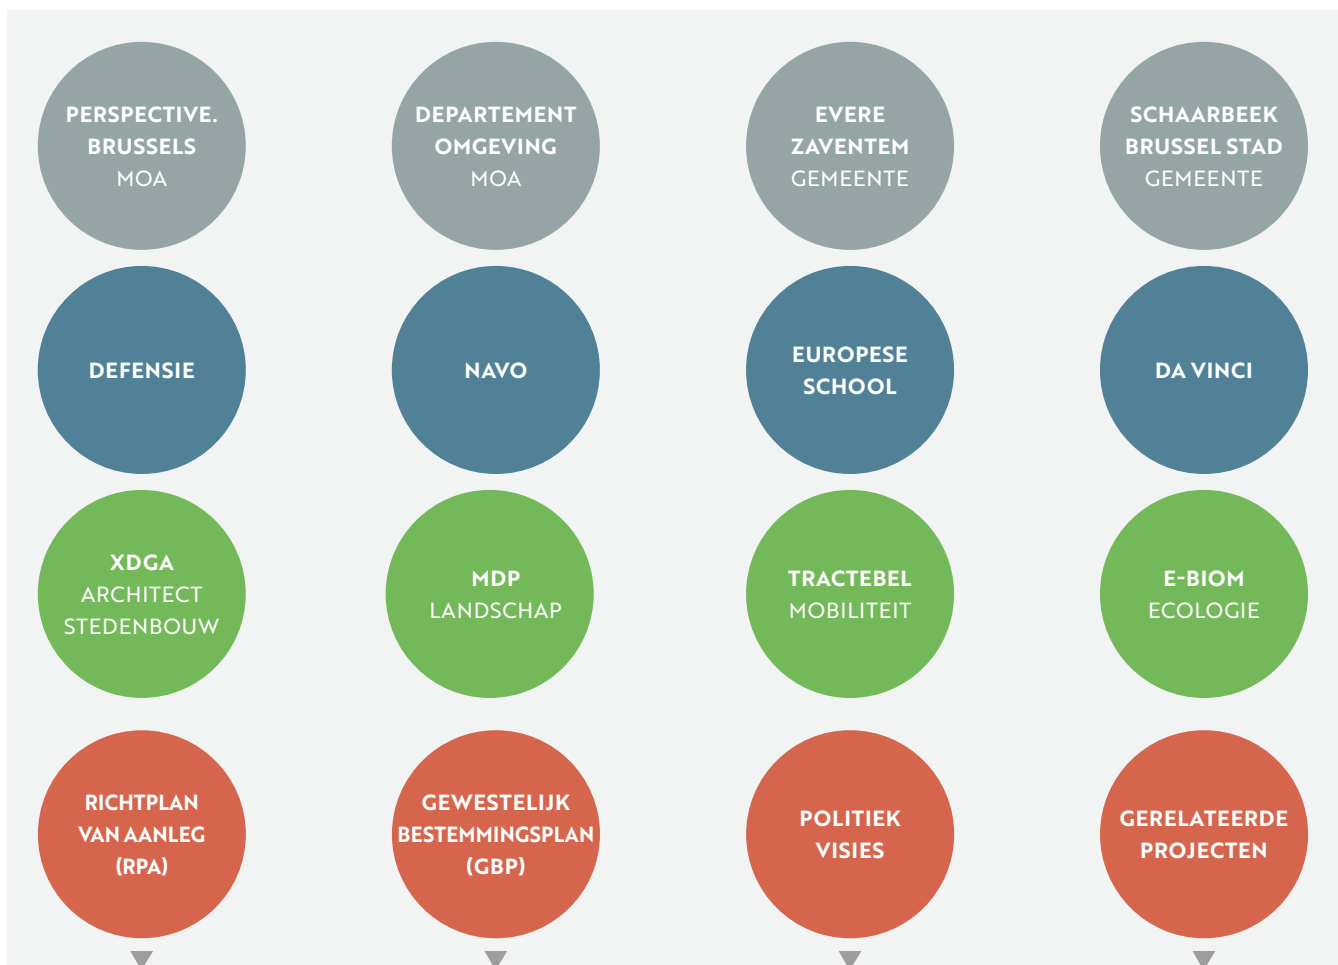 PERSPECTIVE.
BRUSSELS
MOA
DEPARTEMENT
OMGEVING
MOA
EVERE
ZAVENTEM
GEMEENTE
SCHAARBEEK
BRUSSEL STAD
GEMEENTE
DEFENSIE
NAVO
EUROPESE
SCHOOL
DA VINCI
XDGA
ARCHITECT
STEDENBOUW
MDP
LANDSCHAP
TRACTEBEL
MOBILITEIT
E-BIOM
ECOLOGIE
RICHTPLAN
VAN AANLEG
(RPA)
GEWESTELIJK
BESTEMMINGSPLAN
(GBP)
POLITIEK
VISIES
GERELATEERDE
PROJECTEN